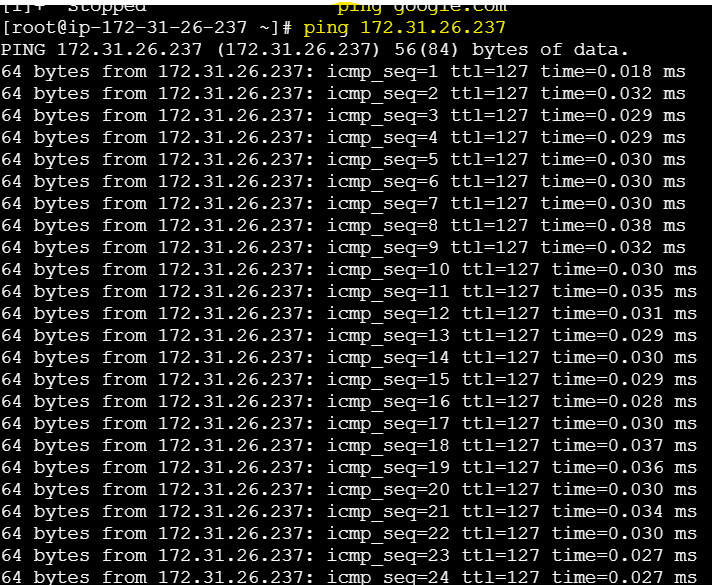 [1]+  Stopped                 ping google.com
[root@ip-172-31-26-237 ~]# ping 172.31.26.237
PING 172.31.26.237 (172.31.26.237) 56(84) bytes of data.
64 bytes from 172.31.26.237: icmp_seq=1 ttl=127 time=0.018 ms
64 bytes from 172.31.26.237: icmp_seq=2 ttl=127 time=0.032 ms
64 bytes from 172.31.26.237: icmp_seq=3 ttl=127 time=0.029 ms
64 bytes from 172.31.26.237: icmp_seq=4 ttl=127 time=0.029 ms
64 bytes from 172.31.26.237: icmp_seq=5 ttl=127 time=0.030 ms
64 bytes from 172.31.26.237: icmp_seq=6 ttl=127 time=0.030 ms
64 bytes from 172.31.26.237: icmp_seq=7 ttl=127 time=0.030 ms
64 bytes from 172.31.26.237: icmp_seq=8 ttl=127 time=0.038 ms
64 bytes from 172.31.26.237: icmp_seq=9 ttl=127 time=0.032 ms
64 bytes from 172.31.26.237: icmp_seq=10 ttl=127 time=0.030 ms
64 bytes from 172.31.26.237: icmp_seq=11 ttl=127 time=0.035 ms
64 bytes from 172.31.26.237: icmp_seq=12 ttl=127 time=0.031 ms
64 bytes from 172.31.26.237: icmp_seq=13 ttl=127 time=0.029 ms
64 bytes from 172.31.26.237: icmp_seq=14 ttl=127 time=0.030 ms
64 bytes from 172.31.26.237: icmp_seq=15 ttl=127 time=0.029 ms
64 bytes from 172.31.26.237: icmp_seq=16 ttl=127 time=0.028 ms
64 bytes from 172.31.26.237: icmp_seq=17 ttl=127 time=0.030 ms
64 bytes from 172.31.26.237: icmp_seq=18 ttl=127 time=0.037 ms
64 bytes from 172.31.26.237: icmp_seq=19 ttl=127 time=0.036 ms
64 bytes from 172.31.26.237: icmp_seq=20 ttl=127 time=0.030 ms
64 bytes from 172.31.26.237: icmp_seq=21 ttl=127 time=0.034 ms
64 bytes from 172.31.26.237: icmp_seq=22 ttl=127 time=0.030 ms
64 bytes from 172.31.26.237: icmp_seq=23 ttl=127 time=0.027 ms
64 bytes from 172.31.26.237: icmp_seq=24 ttl=127 time=0.027 ms